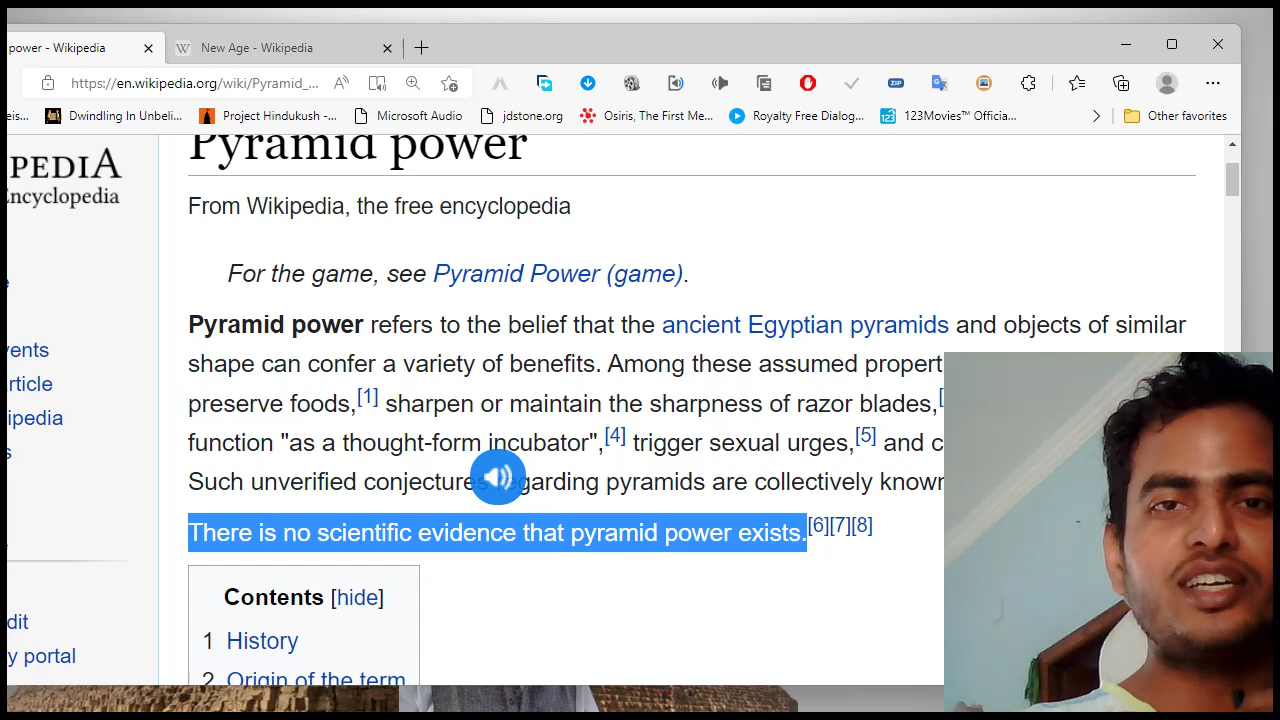 power - Wikipedia
New Age - Wikipedia
https://en.wikipedia.org/wiki/Pyramid_...
eis...
Dwindling In Unbeli...
Project Hindukush -...
Microsoft Audio
jdstone.org
Osiris, The First Me...
Royalty Free Dialog...
123Movies™ Officia...
Other favorites
PEDIA
Encyclopedia
Pyramid power
From Wikipedia, the free encyclopedia
For the game, see Pyramid Power (game).
Pyramid power refers to the belief that the ancient Egyptian pyramids and objects of similar
shape can confer a variety of benefits. Among these assumed propert
preserve foods,[1] sharpen or maintain the sharpness of razor blades,[
function "as a thought-form incubator",[4] trigger sexual urges,[5] and c
Such unverified conjectures regarding pyramids are collectively known
There is no scientific evidence that pyramid power exists.[6][7][8]
Contents [hide]
1 History
2 Origin of the term
vents
rticle
ipedia
s
dit
y portal
ZIP
123